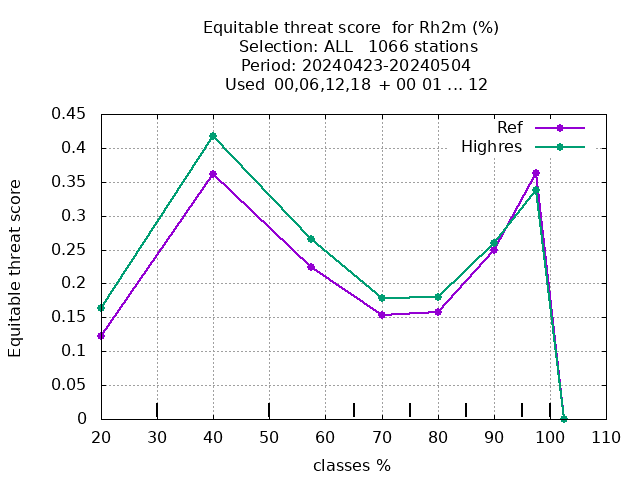 Equitable threat score  for Rh2m (%)
Selection: ALL   1066 stations
Period: 20240423-20240504
Used  00,06,12,18  + 00 01 ... 12
Ref
Highres
0.45
0.4
0.35
0.3
0.25
0.2
0.15
0.1
0.05
0
Equitable threat score
20 30 40 50 60 70 80 90 100 110
classes %